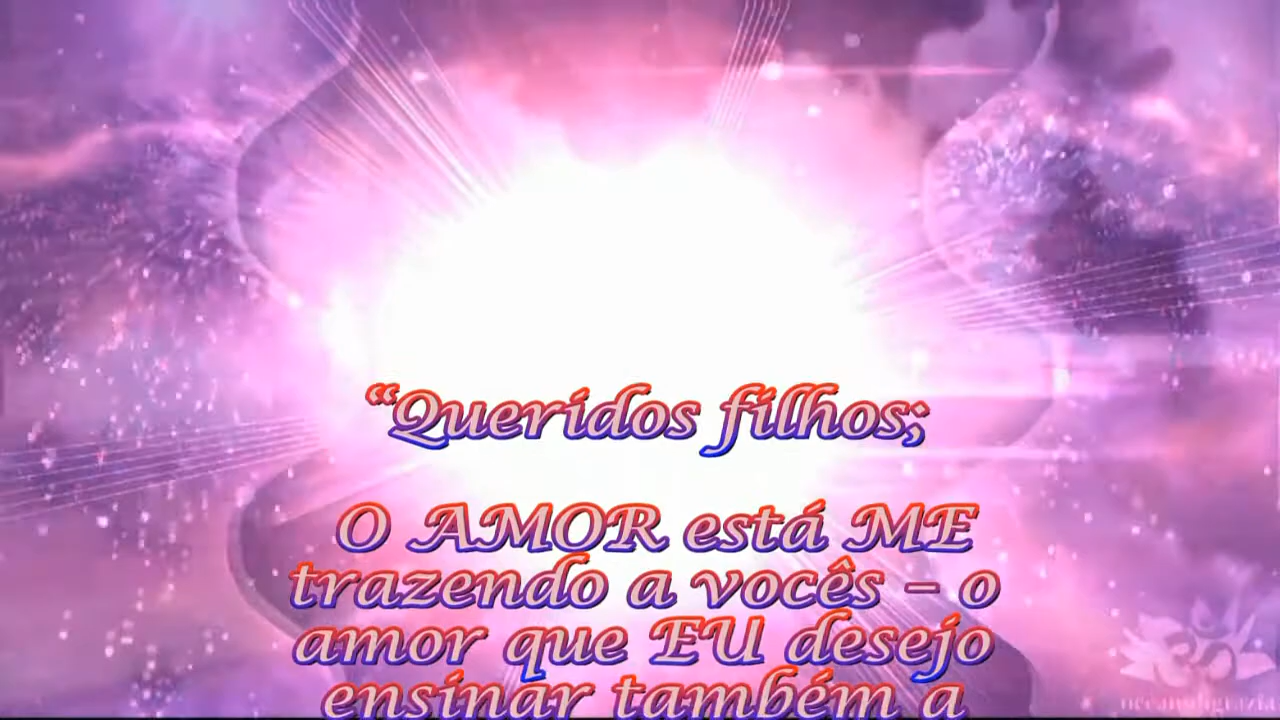 “Queridos filhos;
O AMOR está ME
trazendo a vocês – o
amor que EU desejo
ensinar também a